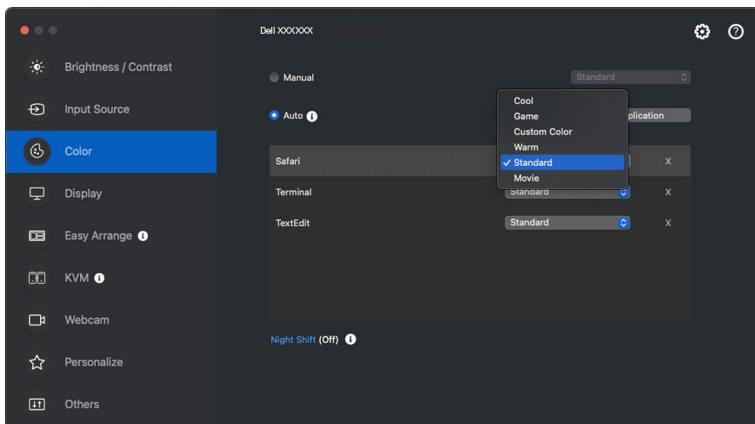 Dell XXXXXX
Brightness / Contrast
Input Source
Color
Display
Easy Arrange
KVM
Webcam
Personalize
Others
Manual
Standard
Auto
plication
Cool
Game
Custom Color
Warm
Standard
Movie
Safari
X
Terminal
Standard
X
TextEdit
Standard
X
Night Shift (Off)